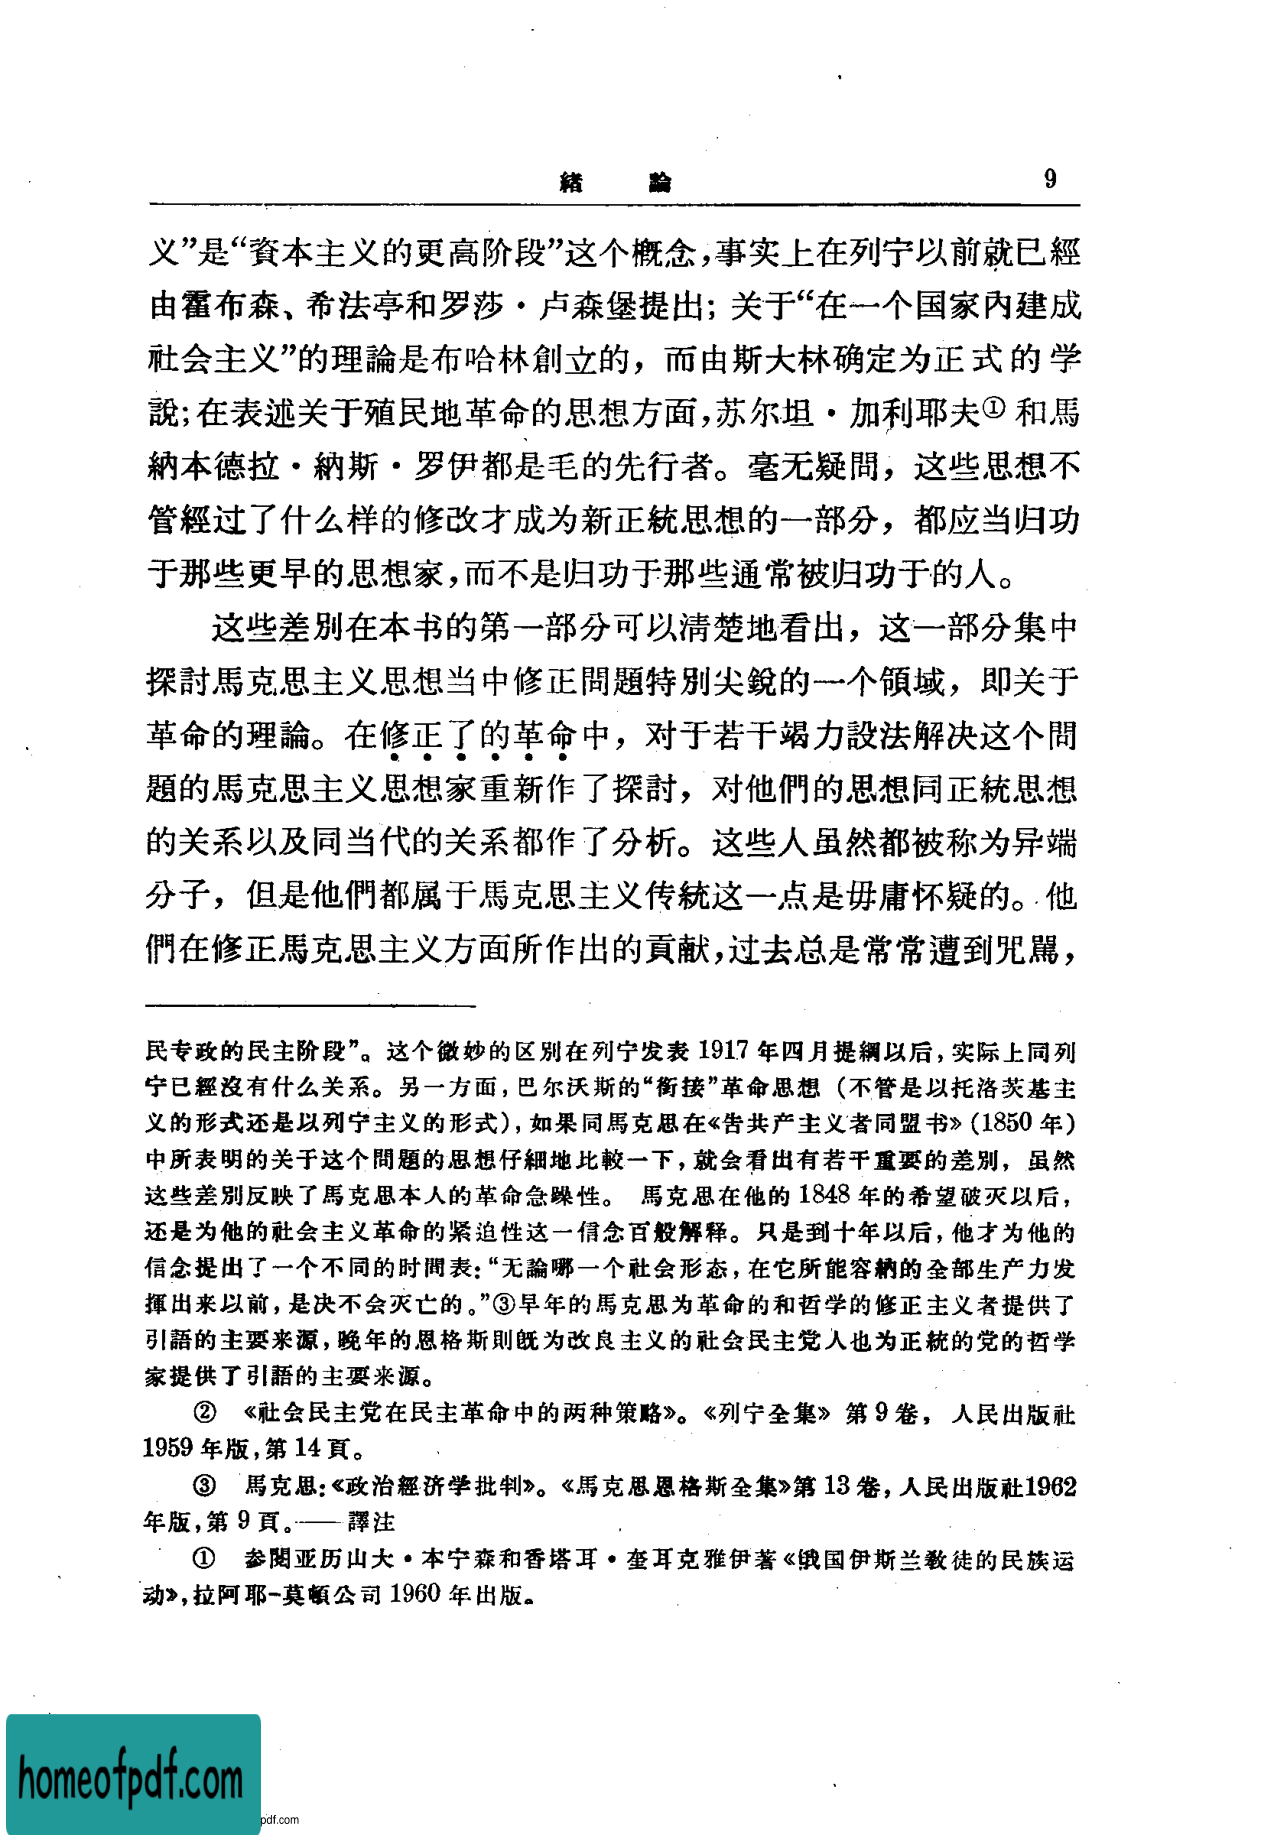 緒 論 9
义”是“資本主义的更高阶段”这个概念,事实上在列宁以前就已經
由霍布森、希法亭和罗莎·卢森堡提出;关于“在一个国家內建成
社会主义”的理論是布哈林創立的，而由斯大林确定为正式的学
說;在表述关于殖民地革命的思想方面,苏尔坦·加利耶夫①和馬
納本德拉·納斯·罗伊都是毛的先行者。毫无疑問，这些思想不
管經过了什么样的修改才成为新正統思想的一部分，都应当归功
于那些更早的思想家,而不是归功于那些通常被归功于的人。
这些差別在本书的第一部分可以清楚地看出，这一部分集中
探討馬克思主义思想当中修正問題特別尖銳的一个領域，即关于
革命的理論。在修正了的革命中，对于若干竭力設法解决这个問
題的馬克思主义思想家重新作了探討，对他們的思想同正統思想
的关系以及同当代的关系都作了分析。这些人虽然都被称为异端
分子，但是他們都属于馬克思主义传統这一点是毋庸怀疑的。他
們在修正馬克思主义方面所作出的貢献,过去总是常常遭到咒駡,
民专政的民主阶段”。这个微妙的区別在列宁发表1917年四月提綱以后,实际上同列
宁已經沒有什么关系。另一方面,巴尔沃斯的“銜接”革命思想（不管是以托洛茨基主
义的形式还是以列宁主义的形式),如果同馬克思在《告共产主义者同盟书》(1850年)
中所表明的关于这个問題的思想仔細地比較一下,就会看出有若干重要的差別，虽然
这些差別反映了馬克思本人的革命急躁性。馬克思在他的1848年的希望破灭以后,
还是为他的社会主义革命的紧迫性这一信念百般解释。只是到十年以后,他才为他的
信念提出了一个不同的时間表:“无論哪一个社会形态,在它所能容納的全部生产力发
揮出来以前,是决不会灭亡的。”③早年的馬克思为革命的和哲学的修正主义者提供了
引語的主要来源,晚年的恩格斯則旣为改良主义的社会民主党人也为正統的党的哲学
家提供了引語的主要来源。
② 《社会民主党在民主革命中的两种策略》。《列宁全集》第9卷，人民出版社
1959年版,第14頁。
③ 馬克思:《政治經济学批判》。《馬克思恩格斯全集》第13卷,人民出版社1962
年版,第9頁。——譯注
① 参閱亚历山大·本宁森和香塔耳·奎耳克雅伊著《俄国伊斯兰教徒的民族运
动》,拉阿耶-莫頓公司1960年出版。
homeofpdf.com
pdf.com